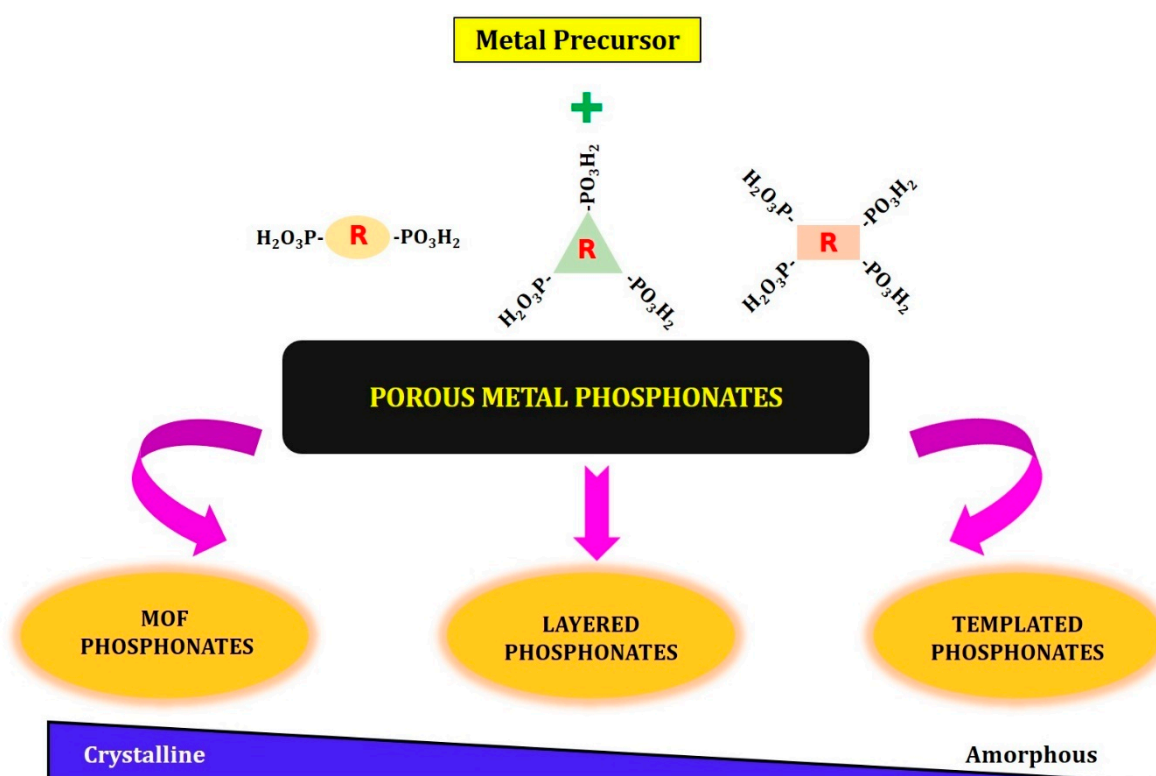 Metal Precursor
+
-PO₃H₂
H₂O₃P-
-PO₃H₂
H₂O₃P- R -PO₃H₂
R
R
H₂O₃P-
-PO₃H₂
H₂O₃P-
-PO₃H₂
POROUS METAL PHOSPHONATES
MOF
PHOSPHONATES
LAYERED
PHOSPHONATES
TEMPLATED
PHOSPHONATES
Crystalline
Amorphous